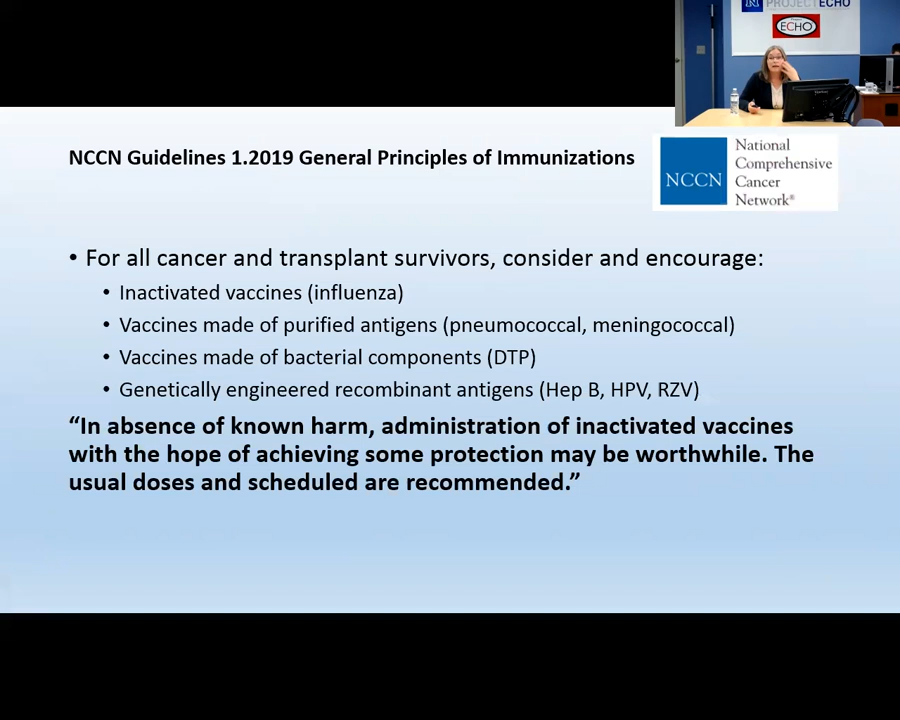 N PROJECT ECHO
ECHO
NCCN Guidelines 1.2019 General Principles of Immunizations
NCCN
National
Comprehensive
Cancer
Network®
• For all cancer and transplant survivors, consider and encourage:
• Inactivated vaccines (influenza)
• Vaccines made of purified antigens (pneumococcal, meningococcal)
• Vaccines made of bacterial components (DTP)
• Genetically engineered recombinant antigens (Hep B, HPV, RZV)
“In absence of known harm, administration of inactivated vaccines
with the hope of achieving some protection may be worthwhile. The
usual doses and scheduled are recommended.”